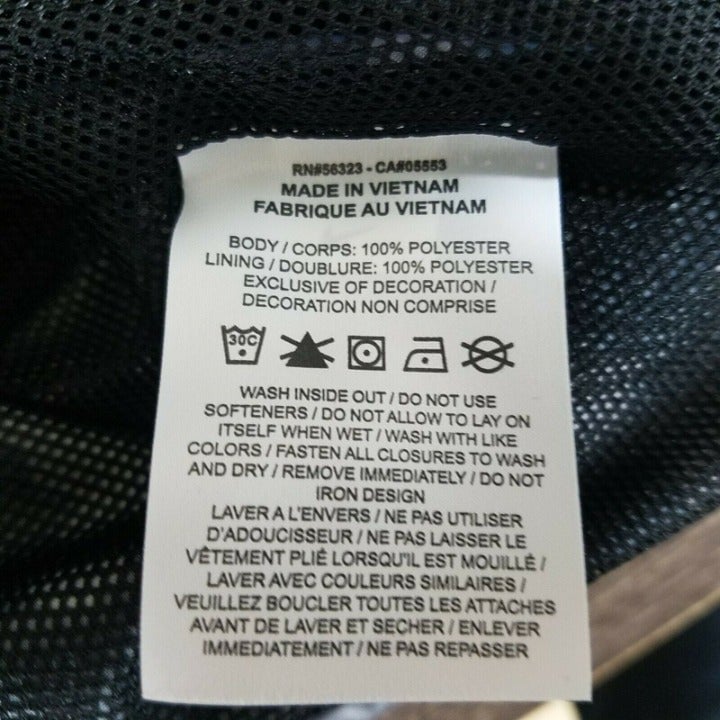 RN#56323 - CA#05553
MADE IN VIETNAM
FABRIQUE AU VIETNAM
BODY / CORPS: 100% POLYESTER
LINING / DOUBLURE: 100% POLYESTER
EXCLUSIVE OF DECORATION /
DECORATION NON COMPRISE
30C
WASH INSIDE OUT / DO NOT USE
SOFTENERS / DO NOT ALLOW TO LAY ON
ITSELF WHEN WET / WASH WITH LIKE
COLORS / FASTEN ALL CLOSURES TO WASH
AND DRY / REMOVE IMMEDIATELY / DO NOT
IRON DESIGN
LAVER A L'ENVERS / NE PAS UTILISER
D'ADOUCISSEUR / NE PAS LAISSER LE
VÊTEMENT PLIÉ LORSQU'IL EST MOUILLÉ /
LAVER AVEC COULEURS SIMILAIRES /
VEUILLEZ BOUCLER TOUTES LES ATTACHES
AVANT DE LAVER ET SECHER / ENLEVER
IMMEDIATEMENT / NE PAS REPASSER